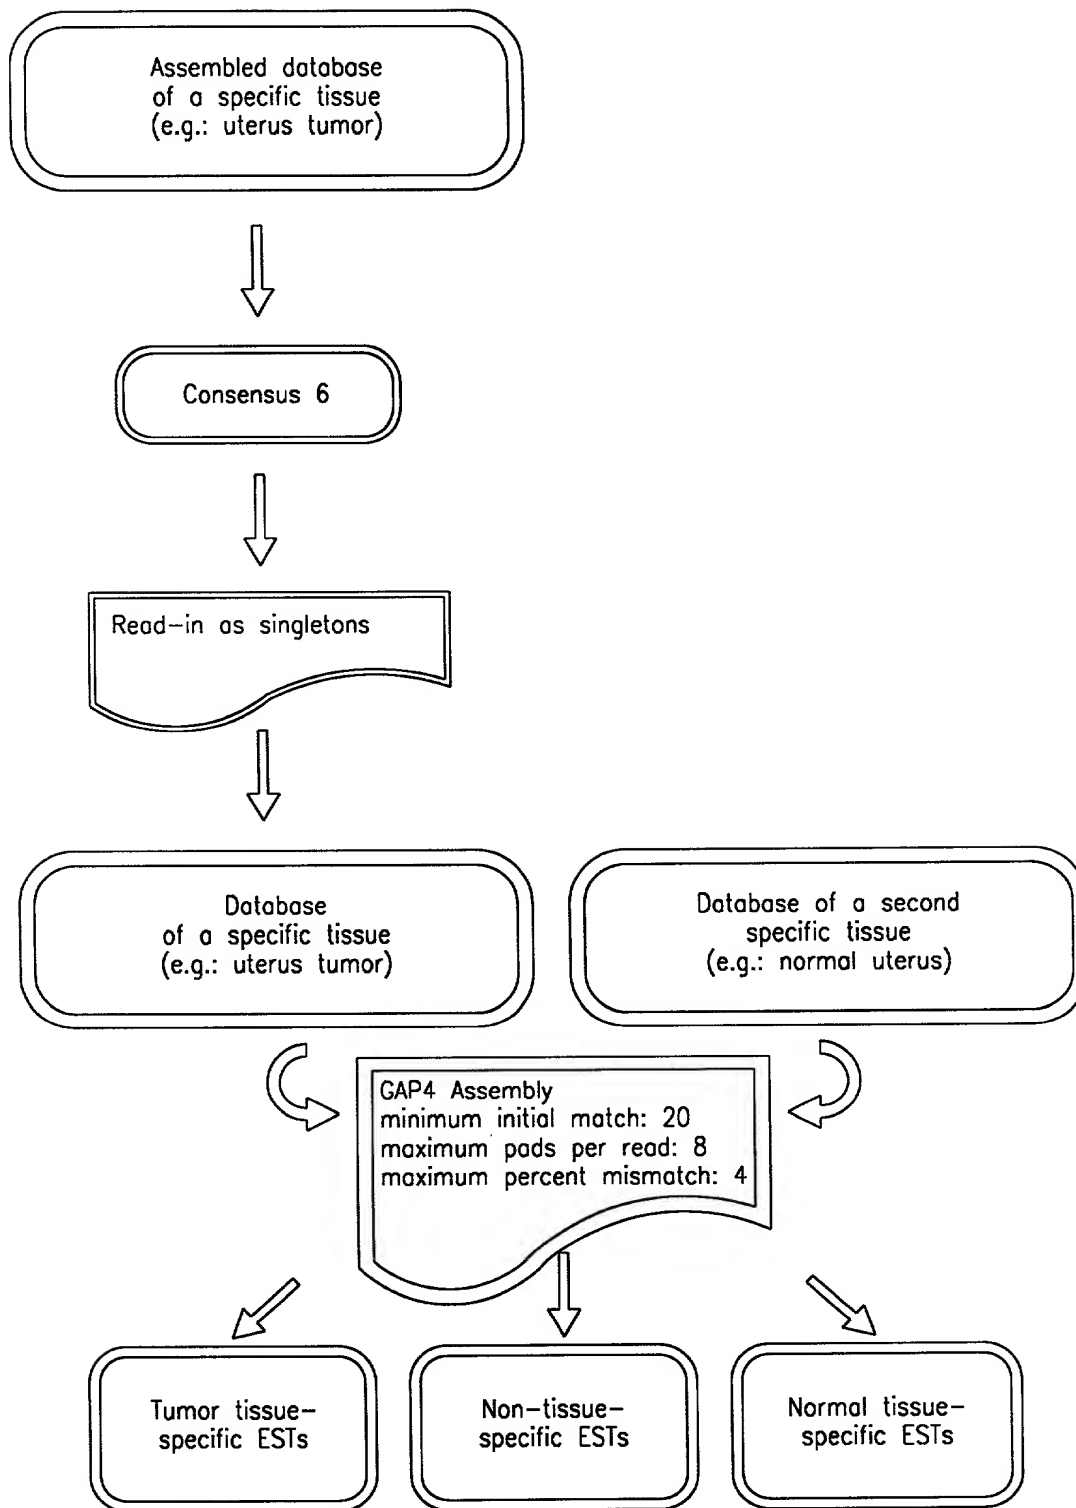 Assembled database
of a specific tissue
(e.g.: uterus tumor)
Consensus 6
Read-in as singletons
Database
of a specific tissue
(e.g.: uterus tumor)
Database of a second
specific tissue
(e.g.: normal uterus)
GAP4 Assembly
minimum initial match: 20
maximum pads per read: 8
maximum percent mismatch: 4
Tumor tissue-
specific ESTs
Non-tissue-
specific ESTs
Normal tissue-
specific ESTs